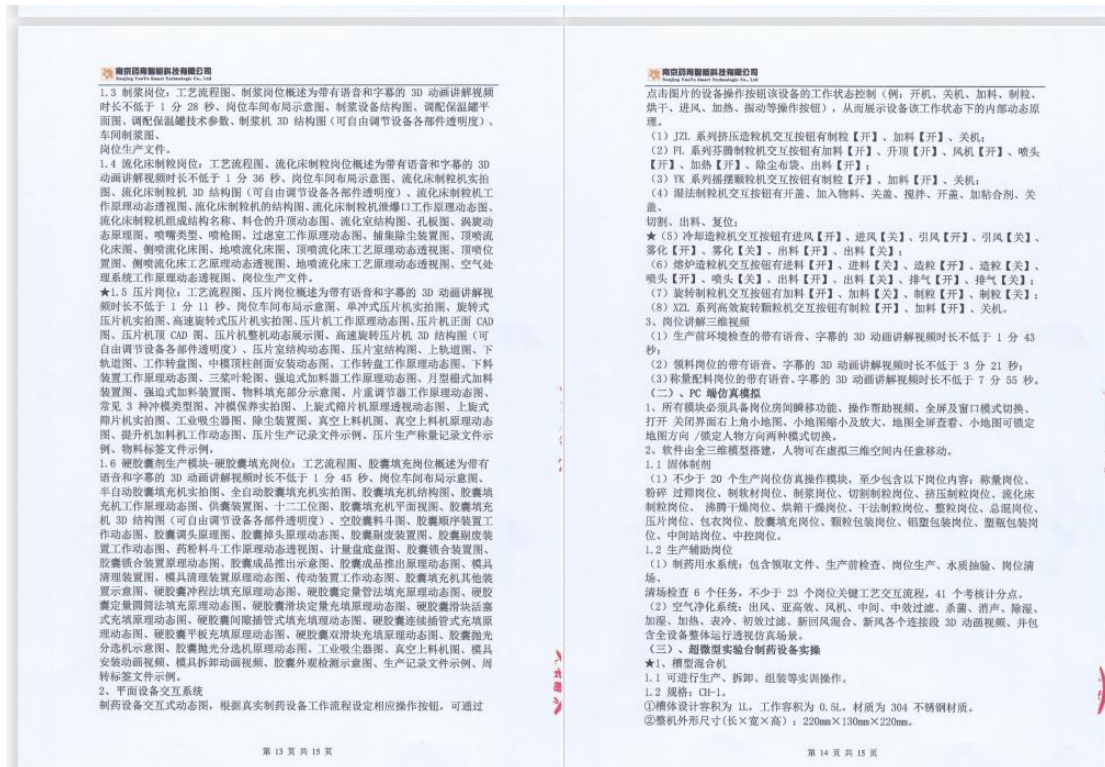 南京药育智能科技有限公司
Nanjing YaoYu Smart Technologie Co., Ltd
1.3 制浆岗位：工艺流程图、制浆岗位概述为带有语音和字幕的 3D 动画讲解视频
时长不低于 1 分 28 秒、岗位车间布局示意图、制浆设备结构图、调配保温罐平
面图、调配保温罐技术参数、制浆机 3D 结构图（可自由调节设备各部件透明度）、
车间制浆图、
岗位生产文件。
1.4 流化床制粒岗位：工艺流程图、流化床制粒岗位概述为带有语音和字幕的 3D
动画讲解视频时长不低于 1 分 36 秒、岗位车间布局示意图、流化床制粒机实拍
图、流化床制粒机 3D 结构图（可自由调节设备各部件透明度）、流化床制粒机工
作原理动态透视图、流化床制粒机的结构图、流化床制粒机泄爆口工作原理动态图、
流化床制粒机组成结构名称、料仓的升顶动态图、流化室结构图、孔板图、涡旋动
态原理图、喷嘴类型、喷枪图、过虑室工作原理动态图、捕集除尘装置图、顶喷流
化床图、侧喷流化床图、地喷流化床图、顶喷流化床工艺原理动态透视图、顶喷位
置图、侧喷流化床工艺原理动态透视图、地喷流化床工艺原理动态透视图、空气处
理系统工作原理动态透视图、岗位生产文件。
★1.5 压片岗位：工艺流程图、压片岗位概述为带有语音和字幕的 3D 动画讲解视
频时长不低于 1 分 11 秒、岗位车间布局示意图、单冲式压片机实拍图、旋转式
压片机实拍图、高速旋转式压片机实拍图、压片机工作原理动态图、压片机正面 CAD
图、压片机顶 CAD 图、压片机整机动态展示图、高速旋转压片机 3D 结构图（可
自由调节设备各部件透明度）、压片室结构动态图、压片室结构图、上轨道图、下
轨道图、工作转盘图、中模顶柱剖面安装动态图、工作转盘工作原理动态图、下料
装置工作原理动态图、三桨叶轮图、强迫式加料器工作原理动态图、月型栅式加料
装置图、强迫式加料装置图、物料填充部分示意图、片重调节器工作原理动态图、
常见 3 种冲模类型图、冲模保养实拍图、上旋式筛片机原理透视动态图、上旋式
筛片机实拍图、工业吸尘器图、除尘装置图、真空上料机图、真空上料机原理动态
图、提升机加料机工作动态图、压片生产记录文件示例、压片生产称量记录文件示
例、物料标签文件示例。
1.6 硬胶囊剂生产模块-硬胶囊填充岗位：工艺流程图、胶囊填充岗位概述为带有
语音和字幕的 3D 动画讲解视频时长不低于 1 分 45 秒、岗位车间布局示意图、
半自动胶囊填充机实拍图、全自动胶囊填充机实拍图、胶囊填充机结构图、胶囊填
充机工作原理动态图、供囊装置图、十二工位图、胶囊填充机平面视图、胶囊填充
机 3D 结构图（可自由调节设备各部件透明度）、空胶囊料斗图、胶囊顺序装置工
作动态图、胶囊调头原理图、胶囊掉头原理动态图、胶囊剔废装置图、胶囊剔废装
置工作动态图、药粉料斗工作原理动态透视图、计量盘底盘图、胶囊锁合装置图、
胶囊锁合装置原理动态图、胶囊成品推出示意图、胶囊成品推出原理动态图、模具
清理装置图、模具清理装置原理动态图、传动装置工作动态图、胶囊填充机其他装
置示意图、硬胶囊冲程法填充原理动态图、硬胶囊定量管法填充原理动态图、硬胶
囊定量圆筒法填充原理动态图、硬胶囊滑块定量充填原理动态图、硬胶囊滑块活塞
式充填原理动态图、硬胶囊间隙插管式填充填理动态图、硬胶囊连续插管式充填原
理动态图、硬胶囊平板充填原理动态图、硬胶囊双滑块充填原理动态图、胶囊抛光
分选机示意图、胶囊抛光分选机原理动态图、工业吸尘器图、真空上料机图、模具
安装动画视频、模具拆卸动画视频、胶囊外观检测示意图、生产记录文件示例、周
转标签文件示例。
2、平面设备交互系统
制药设备交互式动态图，根据真实制药设备工作流程设定相应操作按钮，可通过
第 13 页 共 15 页
南京药育智能科技有限公司
Nanjing YaoYu Smart Technologie Co., Ltd
点击图片的设备操作按钮该设备的工作状态控制（例：开机、关机、加料、制粒、
烘干、进风、加热、振动等操作按钮），从而展示设备该工作状态下的内部动态原
理。
（1）JZL 系列挤压造粒机交互按钮有制粒【开】、加料【开】、关机；
（2）FL 系列芬腾制粒机交互按钮有加料【开】、升顶【开】、风机【开】、喷头
【开】、加热【开】、除尘布袋、出料【开】；
（3）YK 系列摇摆颗粒机交互按钮有制粒【开】、加料【开】、关机；
（4）湿法制粒机交互按钮有开盖、加入物料、关盖、搅拌、开盖、加粘合剂、关
盖、
切割、出料、复位；
★（5）冷却造粒机交互按钮有进风【开】、进风【关】、引风【开】、引风【关】、
雾化【开】、雾化【关】、出料【开】、出料【关】；
（6）熔炉造粒机交互按钮有进料【开】、进料【关】、造粒【开】、造粒【关】、
喷头【开】、喷头【关】、出料【开】、出料【关】、排气【开】、排气【关】；
（7）旋转制粒机交互按钮有加料【开】、加料【关】、制粒【开】、制粒【关】；
（8）XZL 系列高效旋转颗粒机交互按钮有制粒【开】、加料【开】、关机。
3、岗位讲解三维视频
（1）生产前环境检查的带有语音、字幕的 3D 动画讲解视频时长不低于 1 分 43
秒；
（2）领料岗位的带有语音、字幕的 3D 动画讲解视频时长不低于 3 分 21 秒；
（3）称量配料岗位的带有语音、字幕的 3D 动画讲解视频时长不低于 7 分 55 秒。
（二）、PC 端仿真模拟
1、所有模块必须具备岗位房间瞬移功能、操作帮助视频、全屏及窗口模式切换、
打开 关闭界面右上角小地图、小地图缩小及放大、地图全屏查看、小地图可锁定
地图方向 /锁定人物方向两种模式切换。
2、软件由全三维模型搭建，人物可在虚拟三维空间内任意移动。
1.1 固体制剂
（1）不少于 20 个生产岗位仿真操作模块，至少包含以下岗位内容：称量岗位、
粉碎 过筛岗位、制软材岗位、制浆岗位、切割制粒岗位、挤压制粒岗位、流化床
制粒岗位、 沸腾干燥岗位、烘箱干燥岗位、干法制粒岗位、整粒岗位、总混岗位、
压片岗位、包衣岗位、胶囊填充岗位、颗粒包装岗位、铝塑包装岗位、塑瓶包装岗
位、中间站岗位、中控岗位。
1.2 生产辅助岗位
（1）制药用水系统：包含领取文件、生产前检查、岗位生产、水质抽验、岗位清
场、
清场检查 6 个任务，不少于 23 个岗位关键工艺交互流程，41 个考核计分点。
（2）空气净化系统：出风、亚高效、风机、中间、中效过滤、杀菌、消声、除湿、
加湿、加热、表冷、初效过滤、新回风混合、新风各个连接段 3D 动画视频、并包
含全设备整体运行透视仿真场景。
（三）、超微型实验台制药设备实操
★1、槽型混合机
1.1 可进行生产、拆卸、组装等实训操作。
1.2 规格：CH-1。
①槽体设计容积为 1L，工作容积为 0.5L，材质为 304 不锈钢材质。
②整机外形尺寸(长×宽×高)：220mm×130mm×220mm。
第 14 页 共 15 页